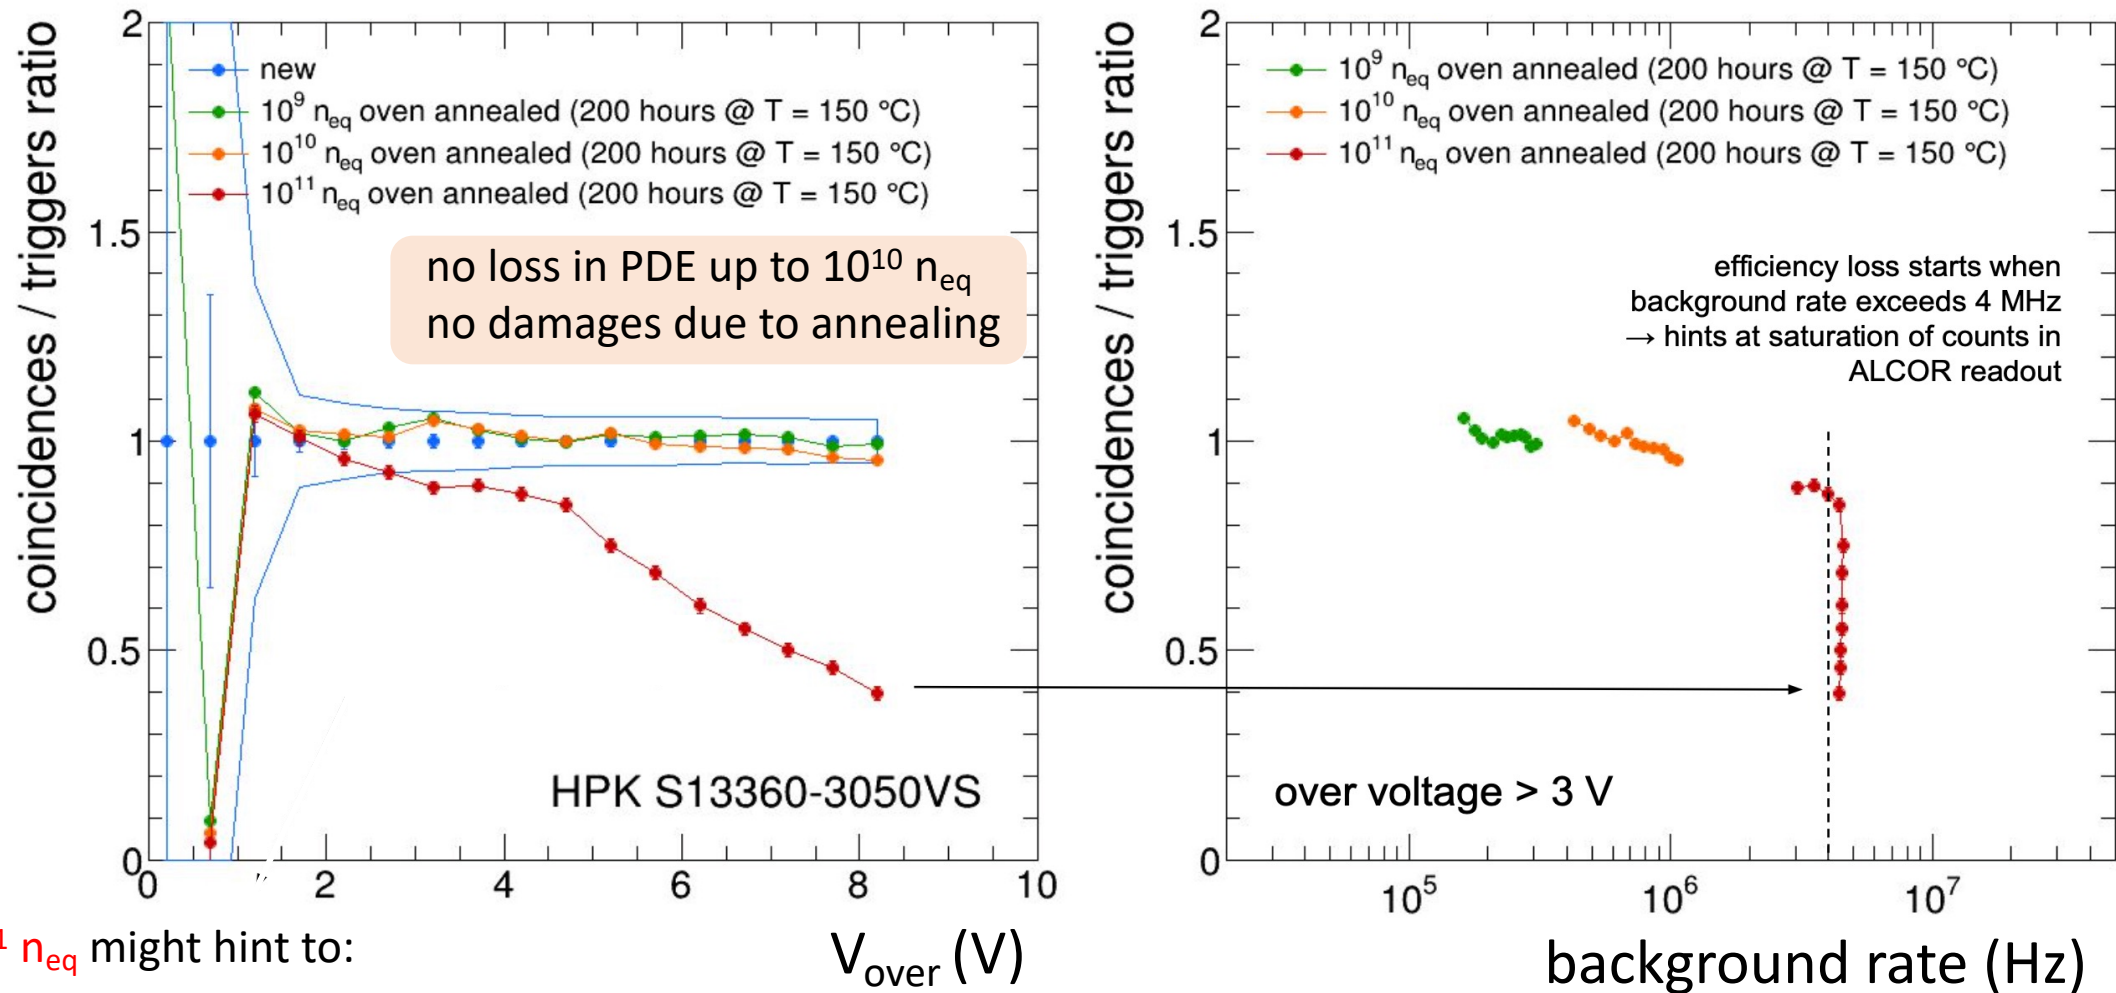 coincidences / triggers ratio
2
1.5
1
0.5
0
new
10⁹ n_eq oven annealed (200 hours @ T = 150 °C)
10¹⁰ n_eq oven annealed (200 hours @ T = 150 °C)
10¹¹ n_eq oven annealed (200 hours @ T = 150 °C)
no loss in PDE up to 10¹⁰ n_eq
no damages due to annealing
HPK S13360-3050VS
0 2 4 6 8 10
V_over (V)
coincidences / triggers ratio
2
1.5
1
0.5
0
10⁹ n_eq oven annealed (200 hours @ T = 150 °C)
10¹⁰ n_eq oven annealed (200 hours @ T = 150 °C)
10¹¹ n_eq oven annealed (200 hours @ T = 150 °C)
efficiency loss starts when
background rate exceeds 4 MHz
→ hints at saturation of counts in
ALCOR readout
over voltage > 3 V
10⁵ 10⁶ 10⁷
background rate (Hz)
¹ n_eq might hint to: